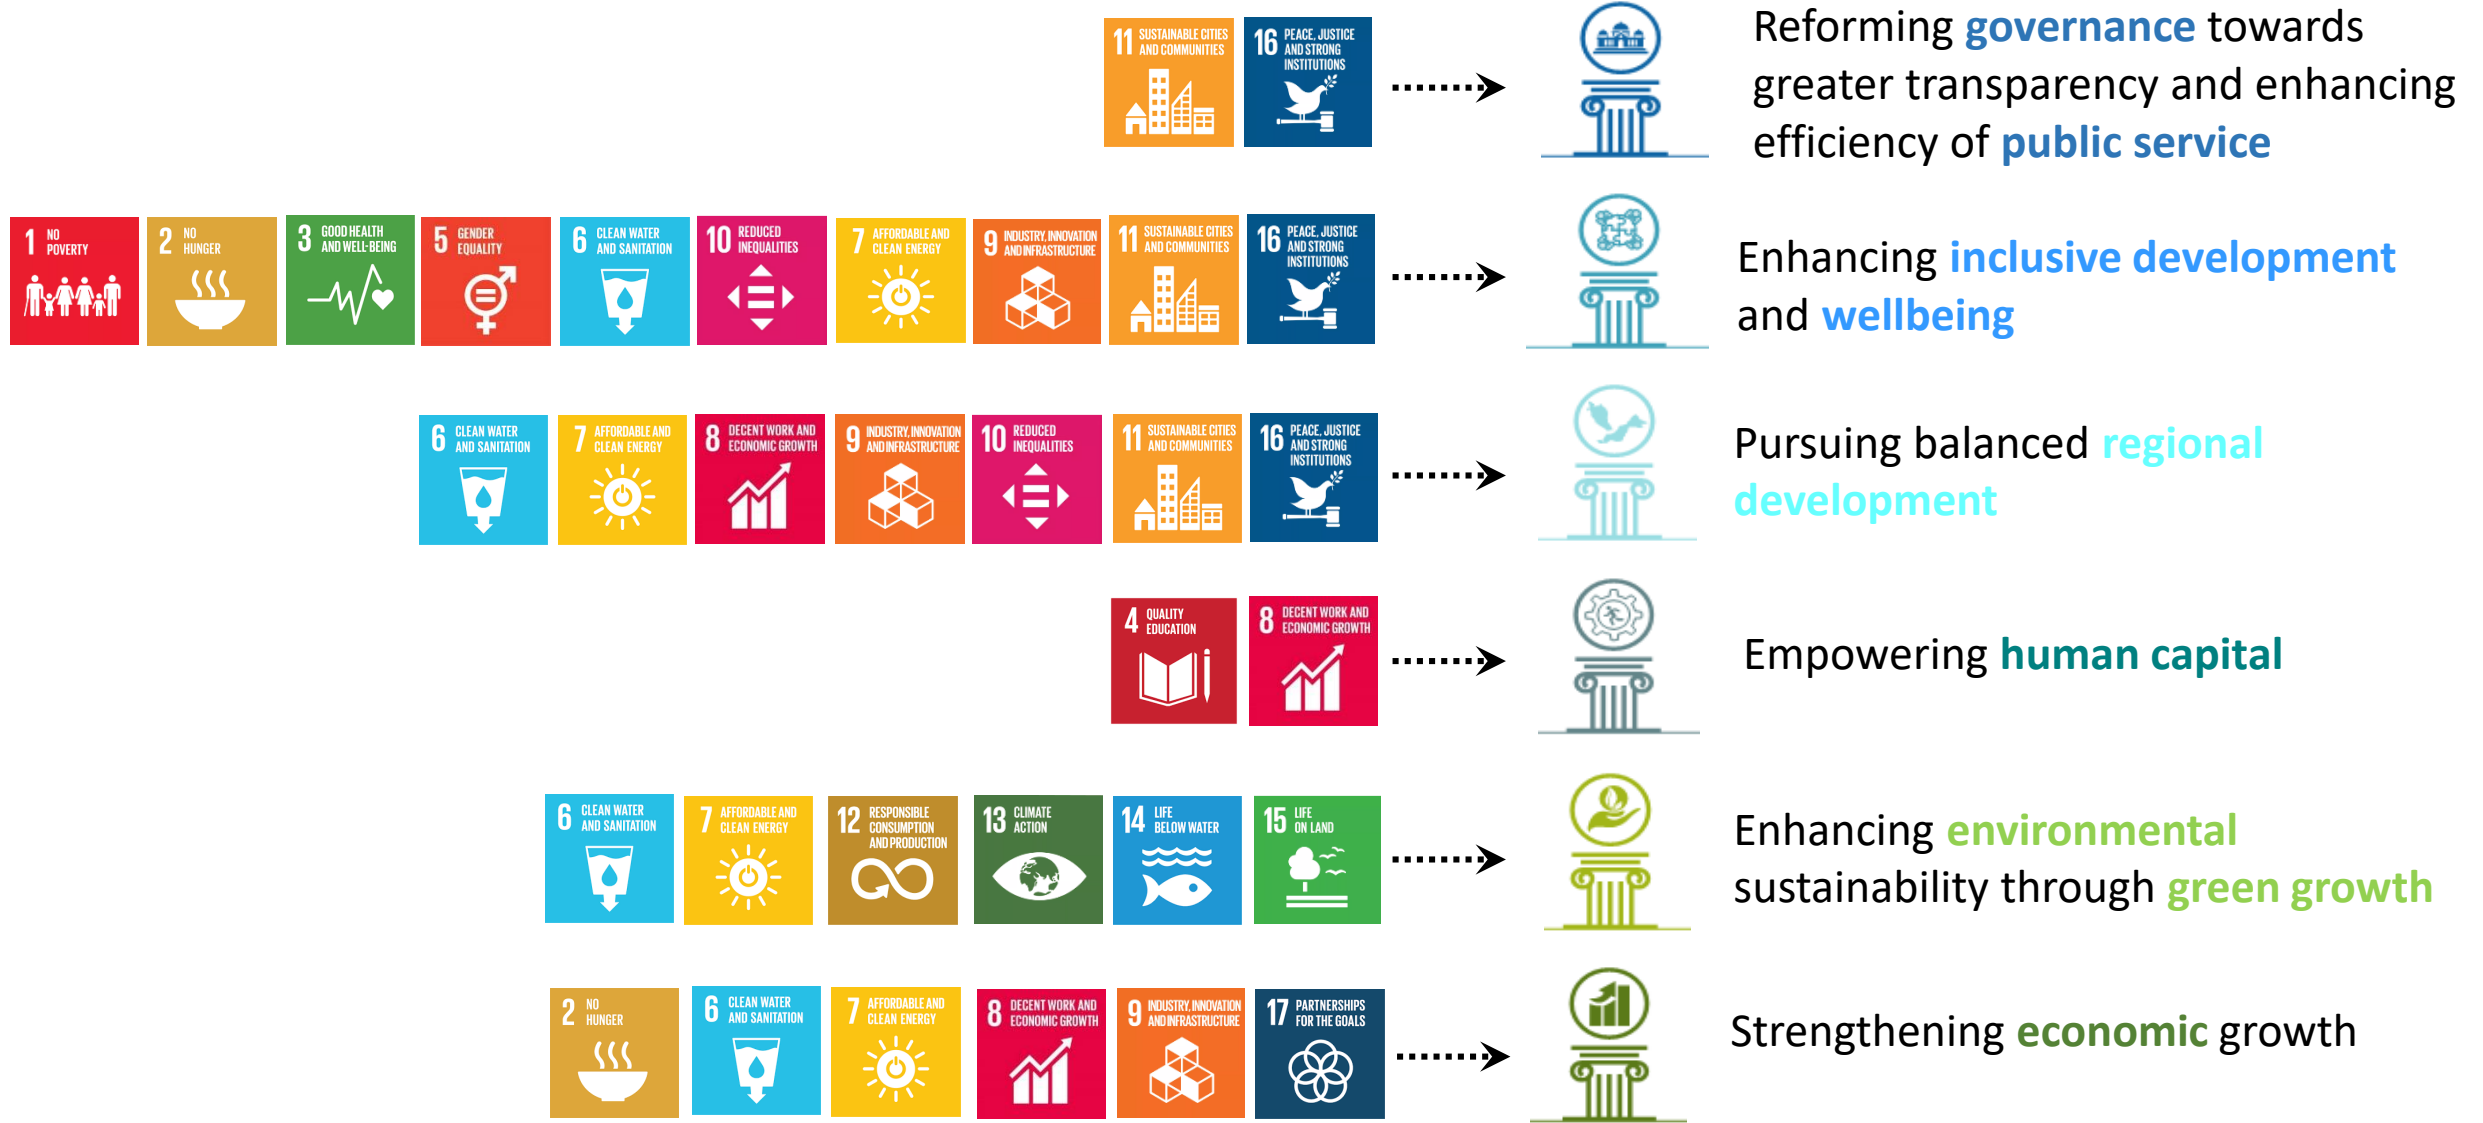 11 SUSTAINABLE CITIES
AND COMMUNITIES
16 PEACE, JUSTICE
AND STRONG
INSTITUTIONS
Reforming governance towards
greater transparency and enhancing
efficiency of public service
1 NO
POVERTY
2 NO
HUNGER
3 GOOD HEALTH
AND WELL-BEING
5 GENDER
EQUALITY
6 CLEAN WATER
AND SANITATION
10 REDUCED
INEQUALITIES
7 AFFORDABLE AND
CLEAN ENERGY
9 INDUSTRY, INNOVATION
AND INFRASTRUCTURE
11 SUSTAINABLE CITIES
AND COMMUNITIES
16 PEACE, JUSTICE
AND STRONG
INSTITUTIONS
Enhancing inclusive development
and wellbeing
6 CLEAN WATER
AND SANITATION
7 AFFORDABLE AND
CLEAN ENERGY
8 DECENT WORK AND
ECONOMIC GROWTH
9 INDUSTRY, INNOVATION
AND INFRASTRUCTURE
10 REDUCED
INEQUALITIES
11 SUSTAINABLE CITIES
AND COMMUNITIES
16 PEACE, JUSTICE
AND STRONG
INSTITUTIONS
Pursuing balanced regional
development
4 QUALITY
EDUCATION
8 DECENT WORK AND
ECONOMIC GROWTH
Empowering human capital
6 CLEAN WATER
AND SANITATION
7 AFFORDABLE AND
CLEAN ENERGY
12 RESPONSIBLE
CONSUMPTION
AND PRODUCTION
13 CLIMATE
ACTION
14 LIFE
BELOW WATER
15 LIFE
ON LAND
Enhancing environmental
sustainability through green growth
2 NO
HUNGER
6 CLEAN WATER
AND SANITATION
7 AFFORDABLE AND
CLEAN ENERGY
8 DECENT WORK AND
ECONOMIC GROWTH
9 INDUSTRY, INNOVATION
AND INFRASTRUCTURE
17 PARTNERSHIPS
FOR THE GOALS
Strengthening economic growth